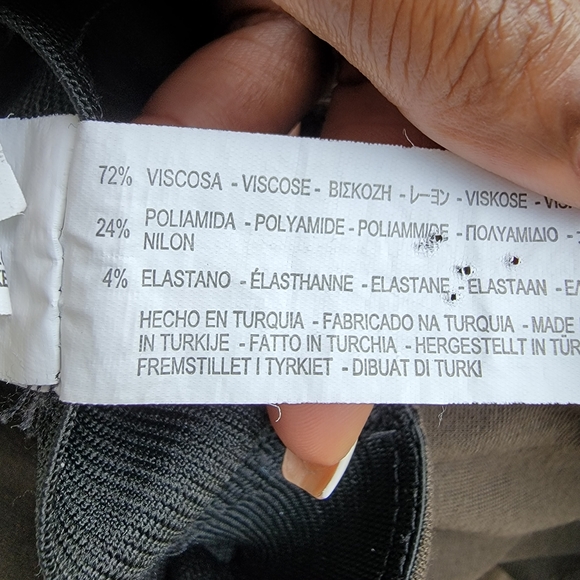 72% VISCOSA - VISCOSE - ΒΙΣΚΟΖΗ - レーヨン - VISKOSE -
24% POLIAMIDA - POLYAMIDE - POLIAMMIDE - ΠΟΛΥΑΜΙΔΙΟ -
NILON
4% ELASTANO - ÉLASTHANNE - ELASTANE - ELASTAAN -
HECHO EN TURQUIA - FABRICADO NA TURQUIA - MADE
IN TURKIJE - FATTO IN TURCHIA - HERGESTELLT IN TÜR
FREMSTILLET I TYRKIET - DIBUAT DI TURKI